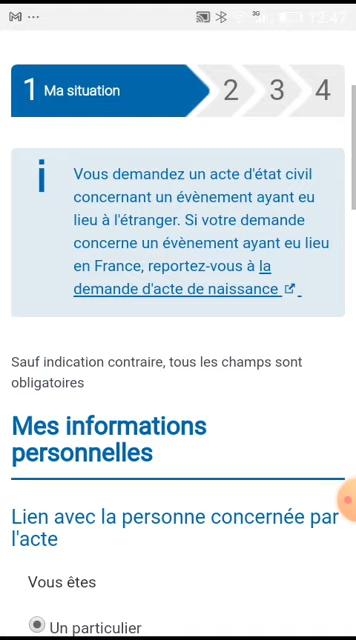 3G 12:47
1 Ma situation 2 3 4
i Vous demandez un acte d'état civil
concernant un évènement ayant eu
lieu à l'étranger. Si votre demande
concerne un évènement ayant eu lieu
en France, reportez-vous à la
demande d'acte de naissance
Sauf indication contraire, tous les champs sont
obligatoires
Mes informations
personnelles
Lien avec la personne concernée par
l'acte
Vous êtes
Un particulier